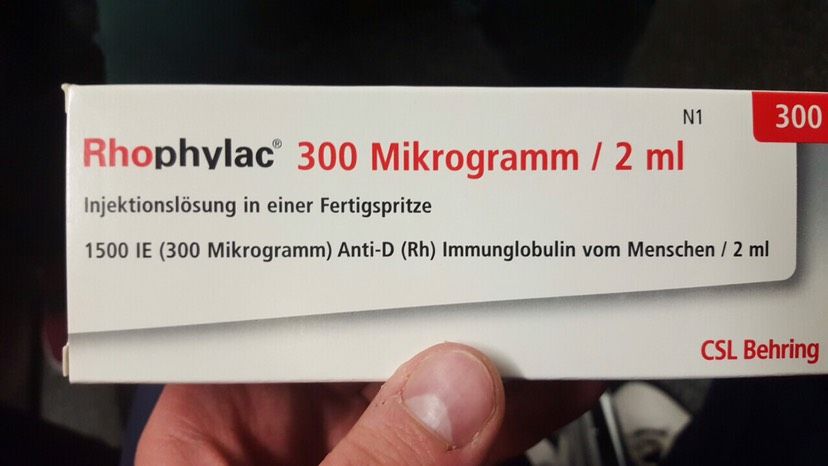 N1
300
Rhophylac® 300 Mikrogramm / 2 ml
Injektionslösung in einer Fertigspritze
1500 IE (300 Mikrogramm) Anti-D (Rh) Immunglobulin vom Menschen / 2 ml
CSL Behring